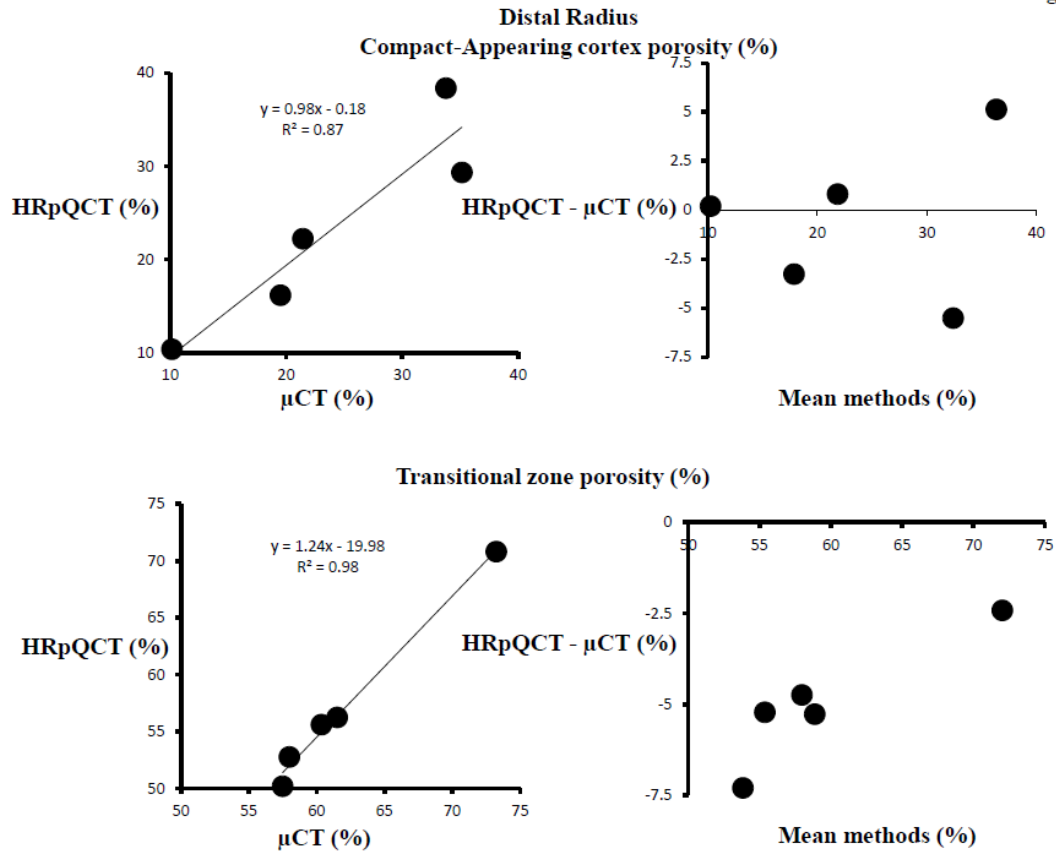 Distal Radius
Compact-Appearing cortex porosity (%)
40
30
20
10
10
20
30
40
y = 0.98x - 0.18
R² = 0.87
HRpQCT (%)
µCT (%)
7.5
5
2.5
0
-2.5
-5
-7.5
10
20
30
40
HRpQCT - µCT (%)
Mean methods (%)
Transitional zone porosity (%)
75
70
65
60
55
50
50
55
60
65
70
75
y = 1.24x - 19.98
R² = 0.98
HRpQCT (%)
µCT (%)
0
-2.5
-5
-7.5
50
55
60
65
70
75
HRpQCT - µCT (%)
Mean methods (%)